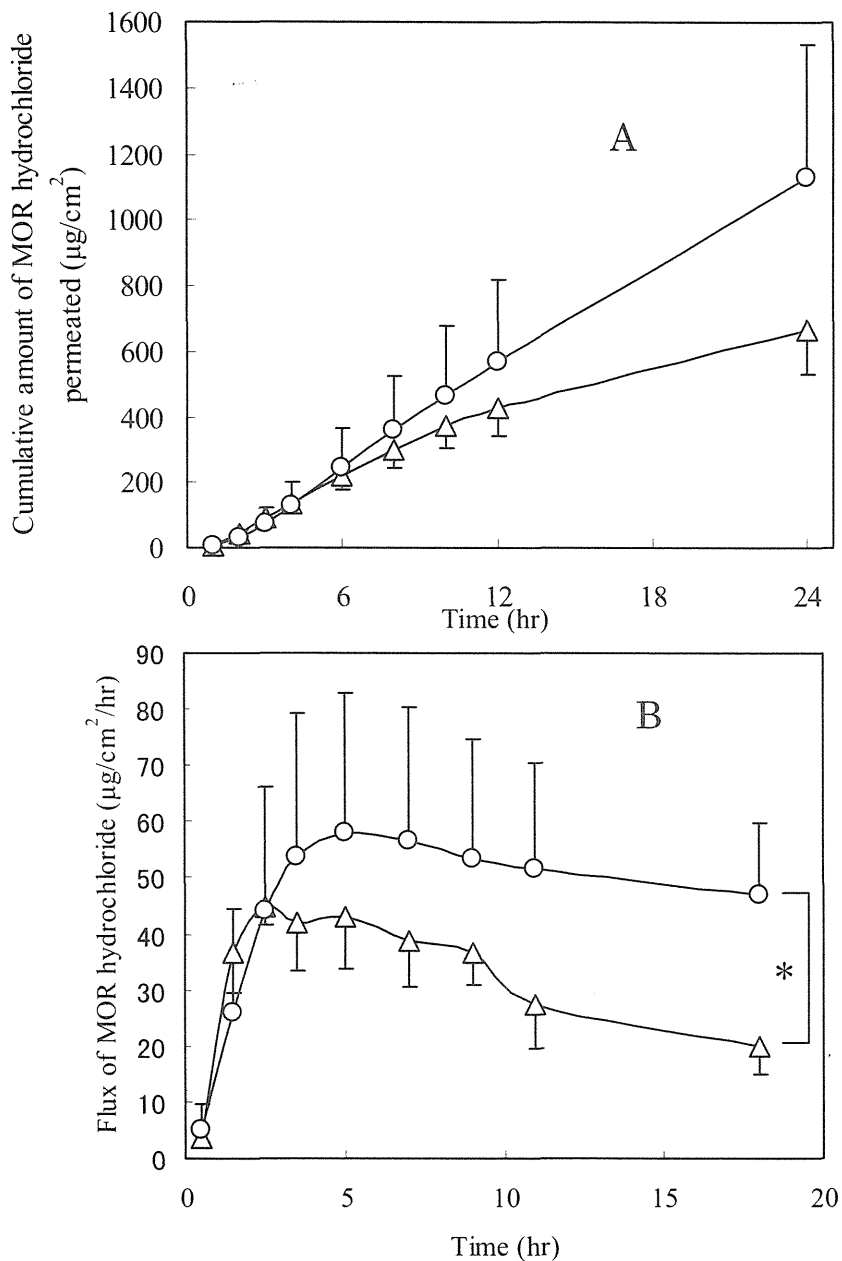 Cumulative amount of MOR hydrochloride
permeated (µg/cm²)
1600
1400
1200
1000
800
600
400
200
0
A
0 6 12 18 24
Time (hr)
Flux of MOR hydrochloride (µg/cm²/hr)
90
80
70
60
50
40
30
20
10
0
B
*
0 5 10 15 20
Time (hr)